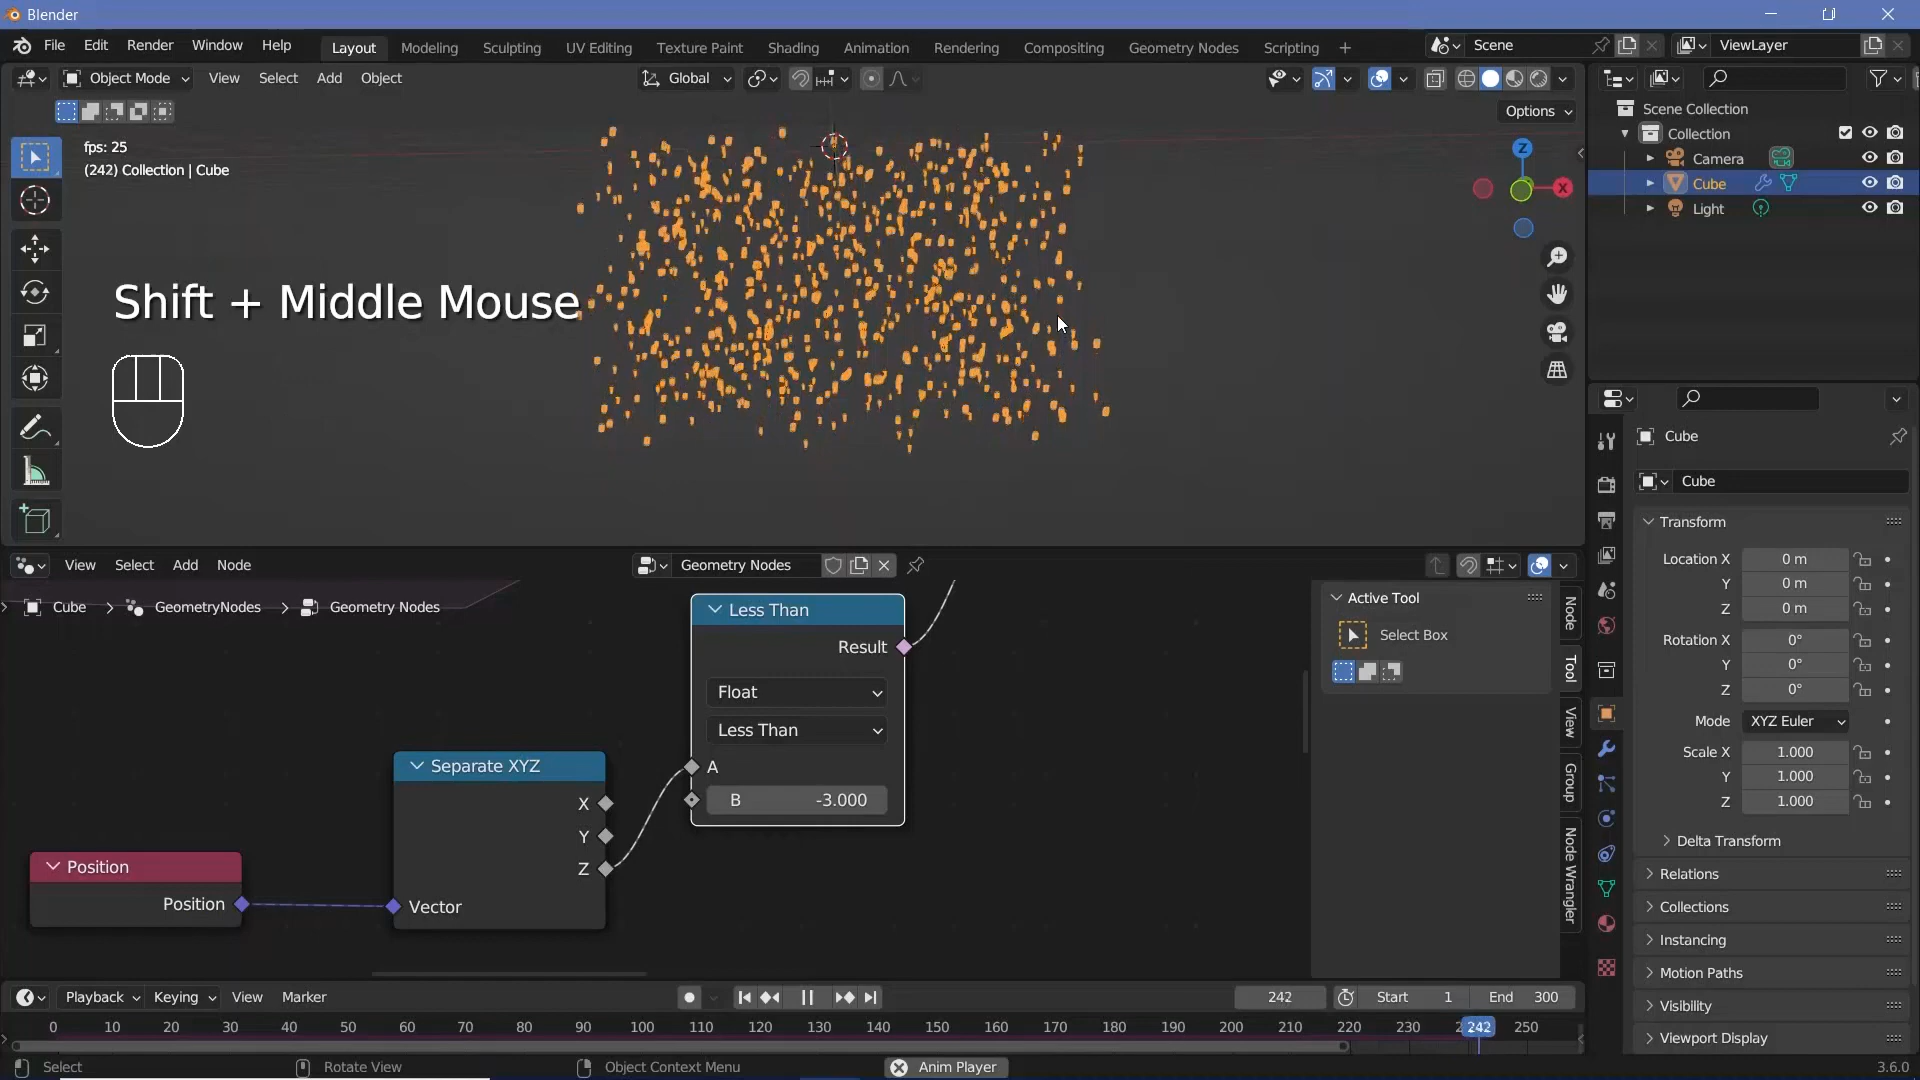 Blender
File Edit Render Window Help
Layout Modeling Sculpting UV Editing Texture Paint Shading Animation Rendering Compositing Geometry Nodes Scripting +
Scene
ViewLayer
Object Mode View Select Add Object
Global
Options
fps: 25
(242) Collection | Cube
Shift + Middle Mouse
Z
X
Scene Collection
Collection
Camera
Cube
Light
Cube
Cube
Transform
Location X 0 m
Y 0 m
Z 0 m
Rotation X 0°
Y 0°
Z 0°
Mode XYZ Euler
Scale X 1.000
Y 1.000
Z 1.000
Delta Transform
Relations
Collections
Instancing
Motion Paths
Visibility
Viewport Display
View Select Add Node
Geometry Nodes
Cube > GeometryNodes > Geometry Nodes
Less Than
Result
Float
Less Than
A
B -3.000
Separate XYZ
X
Y
Z
Vector
Position
Position
Active Tool
Select Box
Node
Tool
View
Group
Node Wrangler
Playback Keying View Marker
242
Start 1
End 300
0 10 20 30 40 50 60 70 80 90 100 110 120 130 140 150 160 170 180 190 200 210 220 230 242 250
Select
Rotate View
Object Context Menu
Anim Player
3.6.0